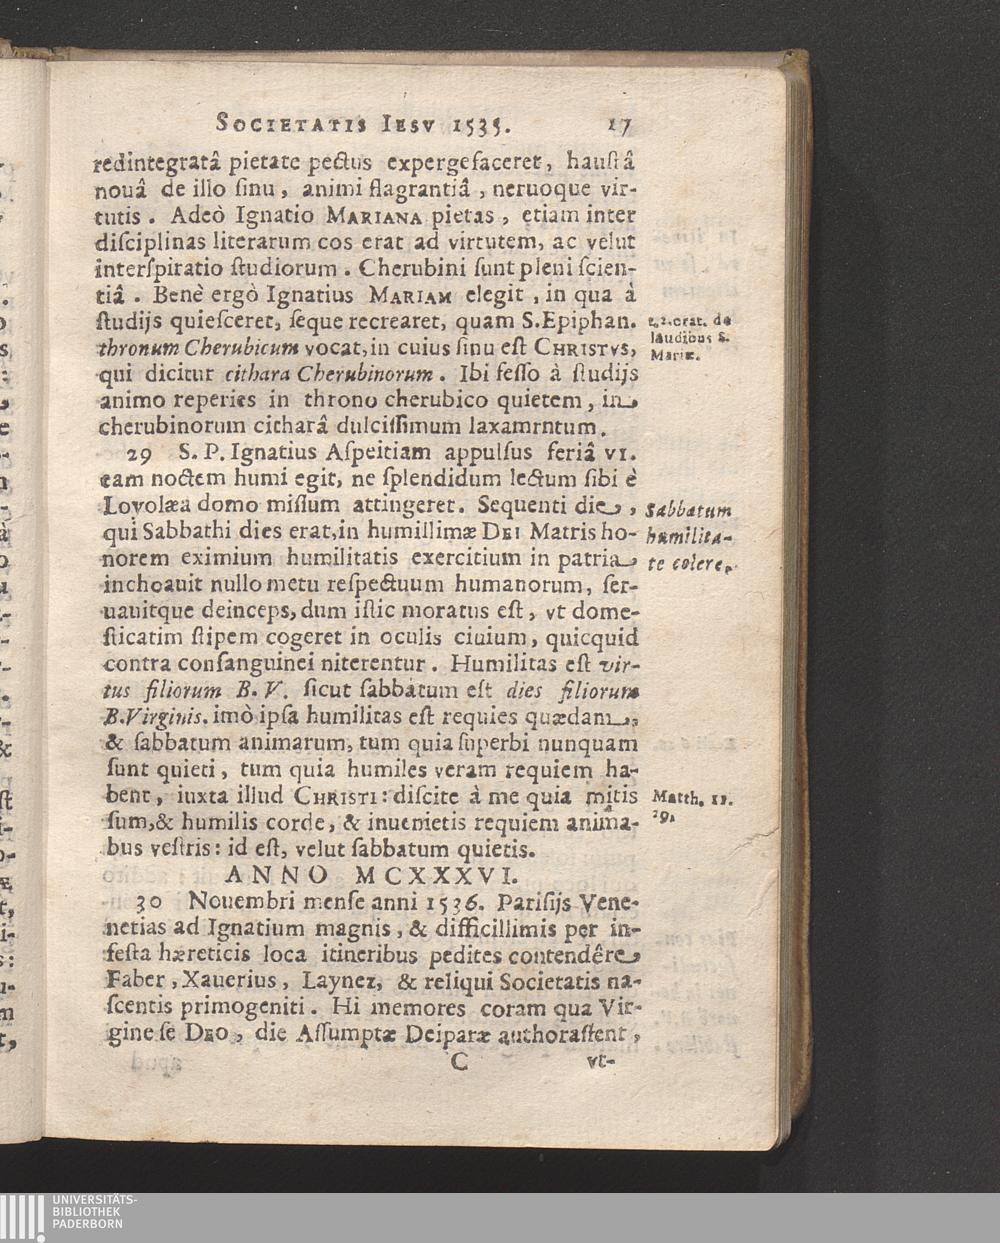 SOCIETATIS IESV 1535. 17
redintegratâ pietate pectus expergefaceret, haustâ
nouâ de illo sinu, animi flagrantiâ, neruoque vir-
tutis. Adeò Ignatio MARIANA pietas, etiam inter
disciplinas literarum cos erat ad virtutem, ac velut
interspiratio studiorum. Cherubini sunt pleni scien-
tiâ. Benè ergò Ignatius MARIAM elegit, in qua à
studijs quiesceret, seque recrearet, quam S.Epiphan.
t. 2. orat. de
laudibus S.
Mariæ.
thronum Cherubicum vocat, in cuius sinu est CHRISTVS,
qui dicitur cithara Cherubinorum. Ibi fesso à studijs
animo reperies in throno cherubico quietem, in
cherubinorum citharâ dulcissimum laxamrntum.
29 S. P. Ignatius Aspeitiam appulsus feriâ VI.
eam noctem humi egit, ne splendidum lectum sibi è
Loyolæa domo missum attingeret. Sequenti die,
qui Sabbathi dies erat, in humillimæ DEI Matris ho-
norem eximium humilitatis exercitium in patria
Sabbatum
humilita-
te colere.
inchoauit nullo metu respectuum humanorum, ser-
uauitque deinceps, dum istic moratus est, vt dome-
sticatim stipem cogeret in oculis ciuium, quicquid
contra consanguinei niterentur. Humilitas est vir-
tus filiorum B. V. sicut sabbatum est dies filiorum
B. Virginis. imò ipsa humilitas est requies quædam,
& sabbatum animarum, tum quia superbi nunquam
sunt quieti, tum quia humiles veram requiem ha-
bent, iuxta illud CHRISTI: discite à me quia mitis
Matth. 11.
29.
sum, & humilis corde, & inuenietis requiem anima-
bus vestris: id est, velut sabbatum quietis.
ANNO MCXXXVI.
30 Nouembri mense anni 1536. Parisijs Vene-
netias ad Ignatium magnis, & difficillimis per in-
festa hæreticis loca itineribus pedites contendêre
Faber, Xauerius, Laynez, & reliqui Societatis na-
scentis primogeniti. Hi memores coram qua Vir-
gine se DEO, die Assumptæ Deiparæ authorassent,
C vt-
UNIVERSITÄTS-
BIBLIOTHEK
PADERBORN